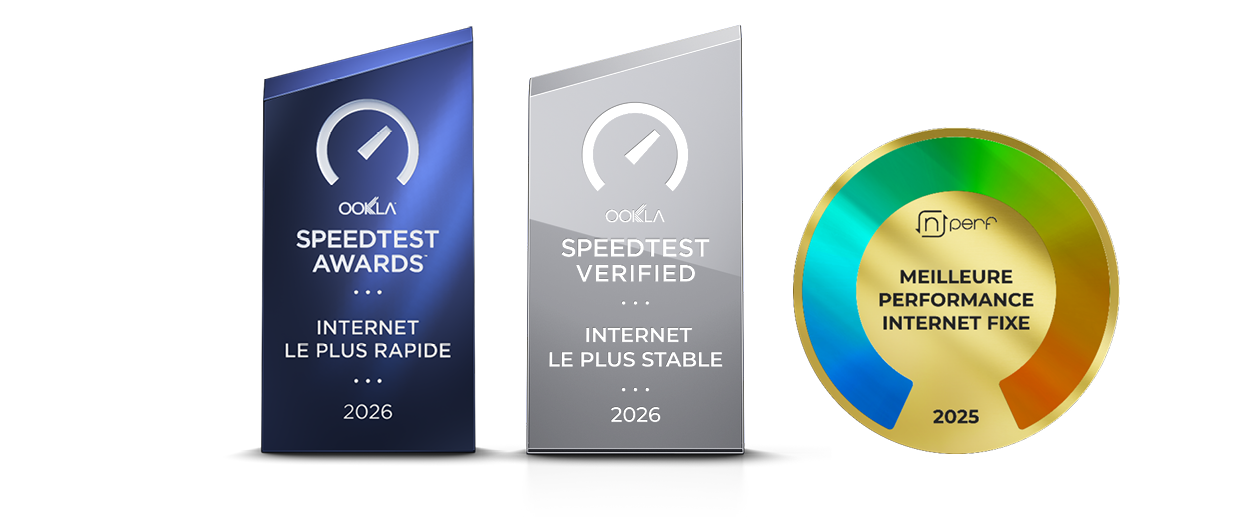 OOKLA
SPEEDTEST
AWARDS™
INTERNET
LE PLUS RAPIDE
2026
OOKLA
SPEEDTEST
VERIFIED
INTERNET
LE PLUS STABLE
2026
nperf
MEILLEURE
PERFORMANCE
INTERNET FIXE
2025